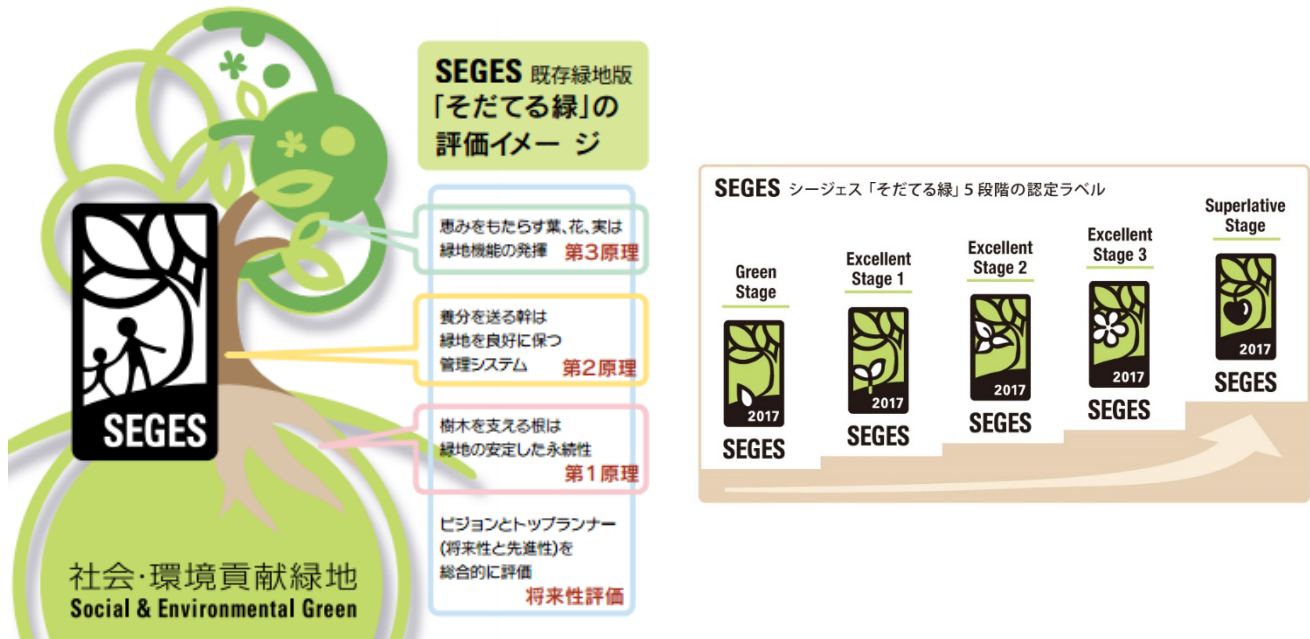 SEGES 既存緑地版
「そだてる緑」の
評価イメー ジ
恵みをもたらす葉、花、実は
緑地機能の発揮 第3原理
養分を送る幹は
緑地を良好に保つ
管理システム 第2原理
樹木を支える根は
緑地の安定した永続性
第1原理
ビジョンとトップランナー
(将来性と先進性)を
総合的に評価
将来性評価
SEGES
社会・環境貢献緑地
Social & Environmental Green
SEGES シージェス「そだてる緑」5段階の認定ラベル
Green
Stage
2017
SEGES
Excellent
Stage 1
2017
SEGES
Excellent
Stage 2
2017
SEGES
Excellent
Stage 3
2017
SEGES
Superlative
Stage
2017
SEGES